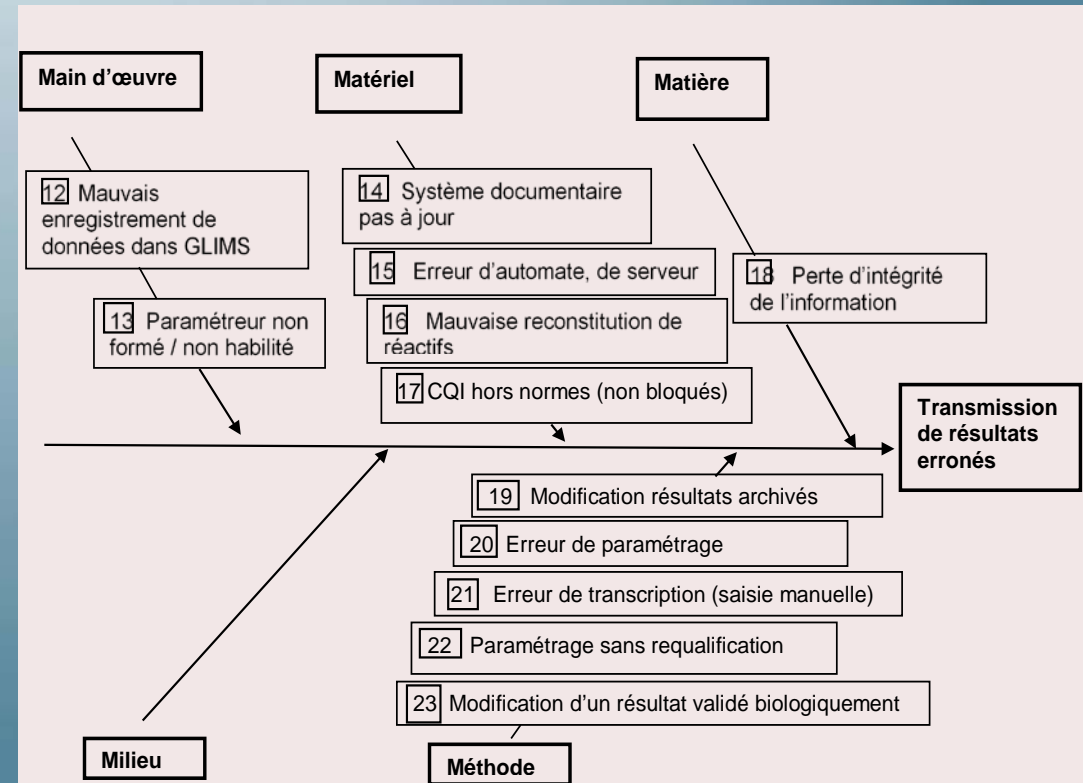 Main d'œuvre
Matériel
Matière
12 Mauvais
enregistrement de
données dans GLIMS
13 Paramétreur non
formé / non habilité
14 Système documentaire
pas à jour
15 Erreur d'automate, de serveur
16 Mauvaise reconstitution de
réactifs
17 CQI hors normes (non bloqués)
18 Perte d'intégrité
de l'information
Transmission
de résultats
erronés
19 Modification résultats archivés
20 Erreur de paramétrage
21 Erreur de transcription (saisie manuelle)
22 Paramétrage sans requalification
23 Modification d'un résultat validé biologiquement
Milieu
Méthode